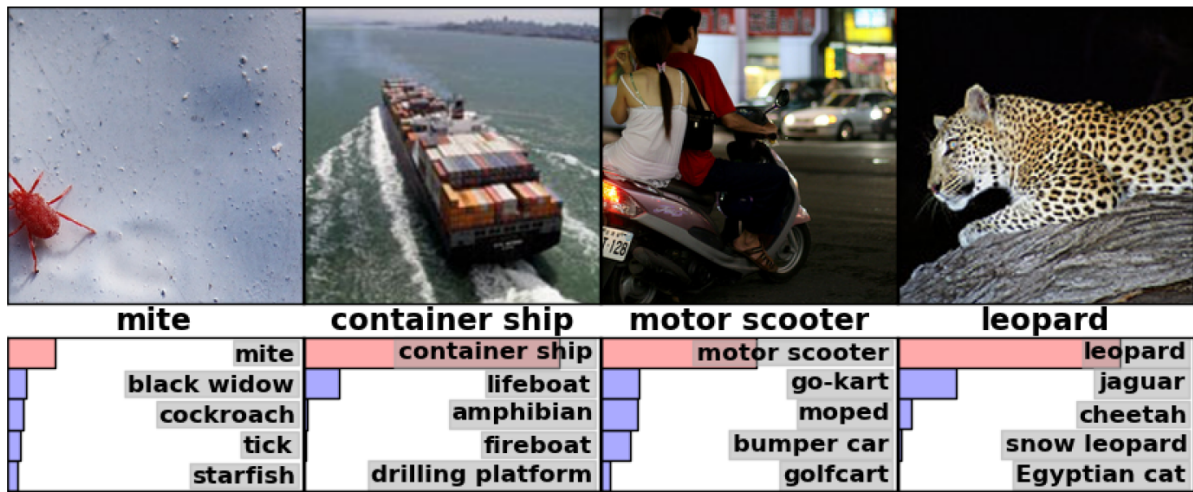 T-128
mite
container ship
motor scooter
leopard
mite
black widow
cockroach
tick
starfish
container ship
lifeboat
amphibian
fireboat
drilling platform
motor scooter
go-kart
moped
bumper car
golfcart
leopard
jaguar
cheetah
snow leopard
Egyptian cat